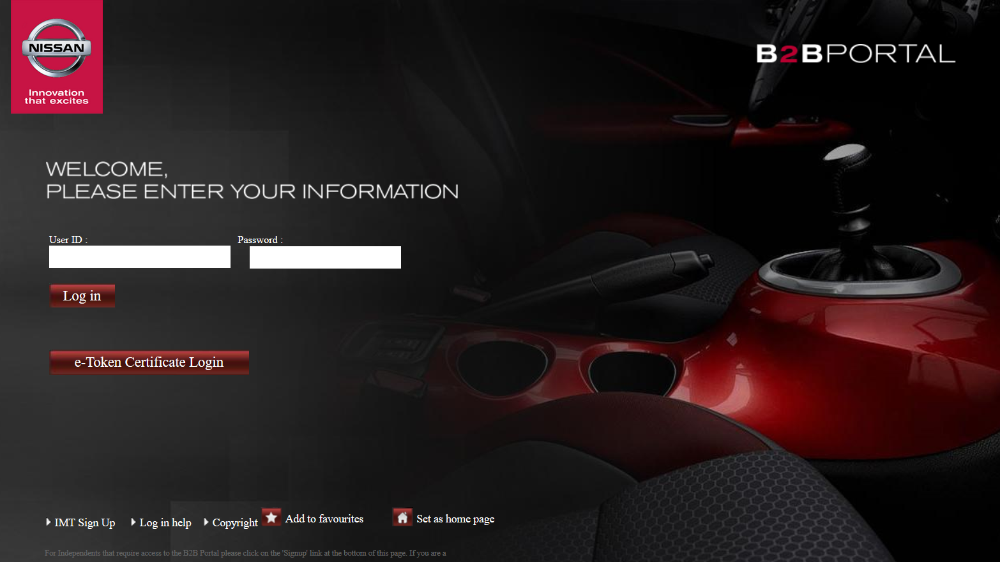 NISSAN
Innovation
that excites
B2BPORTAL
WELCOME,
PLEASE ENTER YOUR INFORMATION
User ID :
Password :
Log in
e-Token Certificate Login
IMT Sign Up
Log in help
Copyright
Add to favourites
Set as home page
For Independents that require access to the B2B Portal please click on the 'Signup' link at the bottom of this page. If you are a